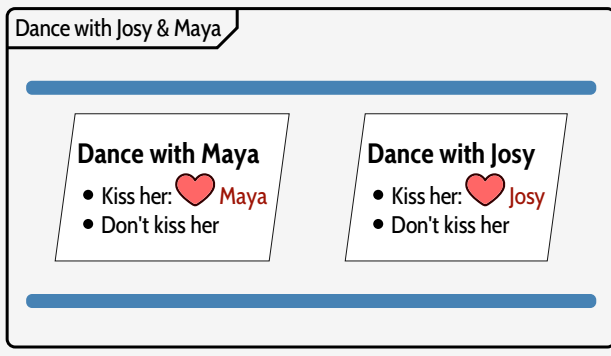 Dance with Josy & Maya
Dance with Maya
Kiss her: Maya
Don't kiss her
Dance with Josy
Kiss her: Josy
Don't kiss her